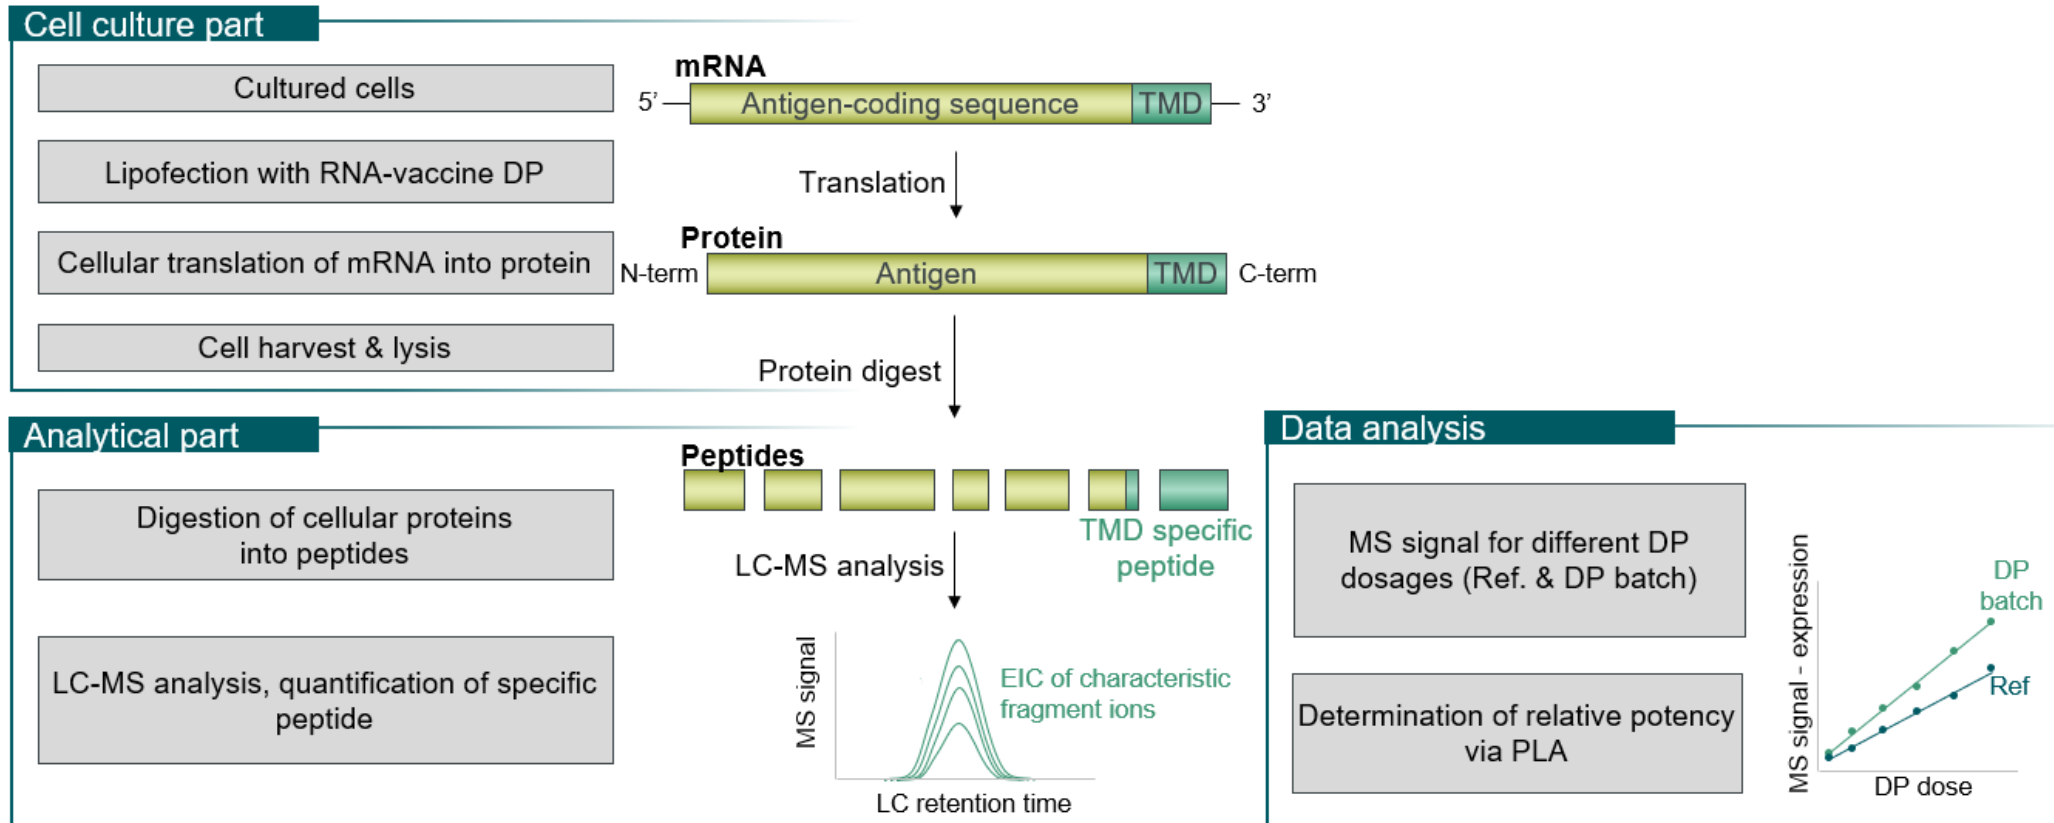 Cell culture part
Cultured cells
Lipofection with RNA-vaccine DP
Cellular translation of mRNA into protein
Cell harvest & lysis
mRNA
5’
Antigen-coding sequence
TMD
3’
Translation
Protein
N-term
Antigen
TMD
C-term
Protein digest
Analytical part
Digestion of cellular proteins
into peptides
LC-MS analysis, quantification of specific
peptide
Peptides
TMD specific
peptide
LC-MS analysis
MS signal
EIC of characteristic
fragment ions
LC retention time
Data analysis
MS signal for different DP
dosages (Ref. & DP batch)
Determination of relative potency
via PLA
MS signal - expression
DP
batch
Ref
DP dose